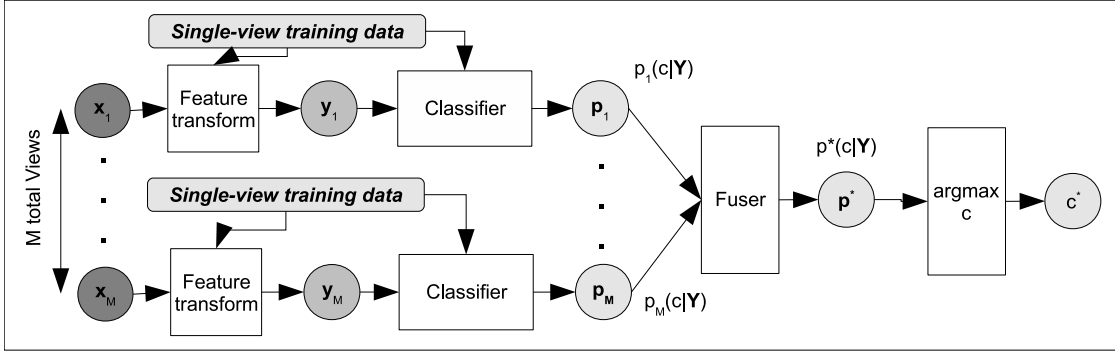 Single-view training data
x1
Feature
transform
y1
Classifier
p1
p1(c|Y)
M total Views
Single-view training data
xM
Feature
transform
yM
Classifier
pM
pM(c|Y)
Fuser
p*(c|Y)
p*
argmax
c
c*